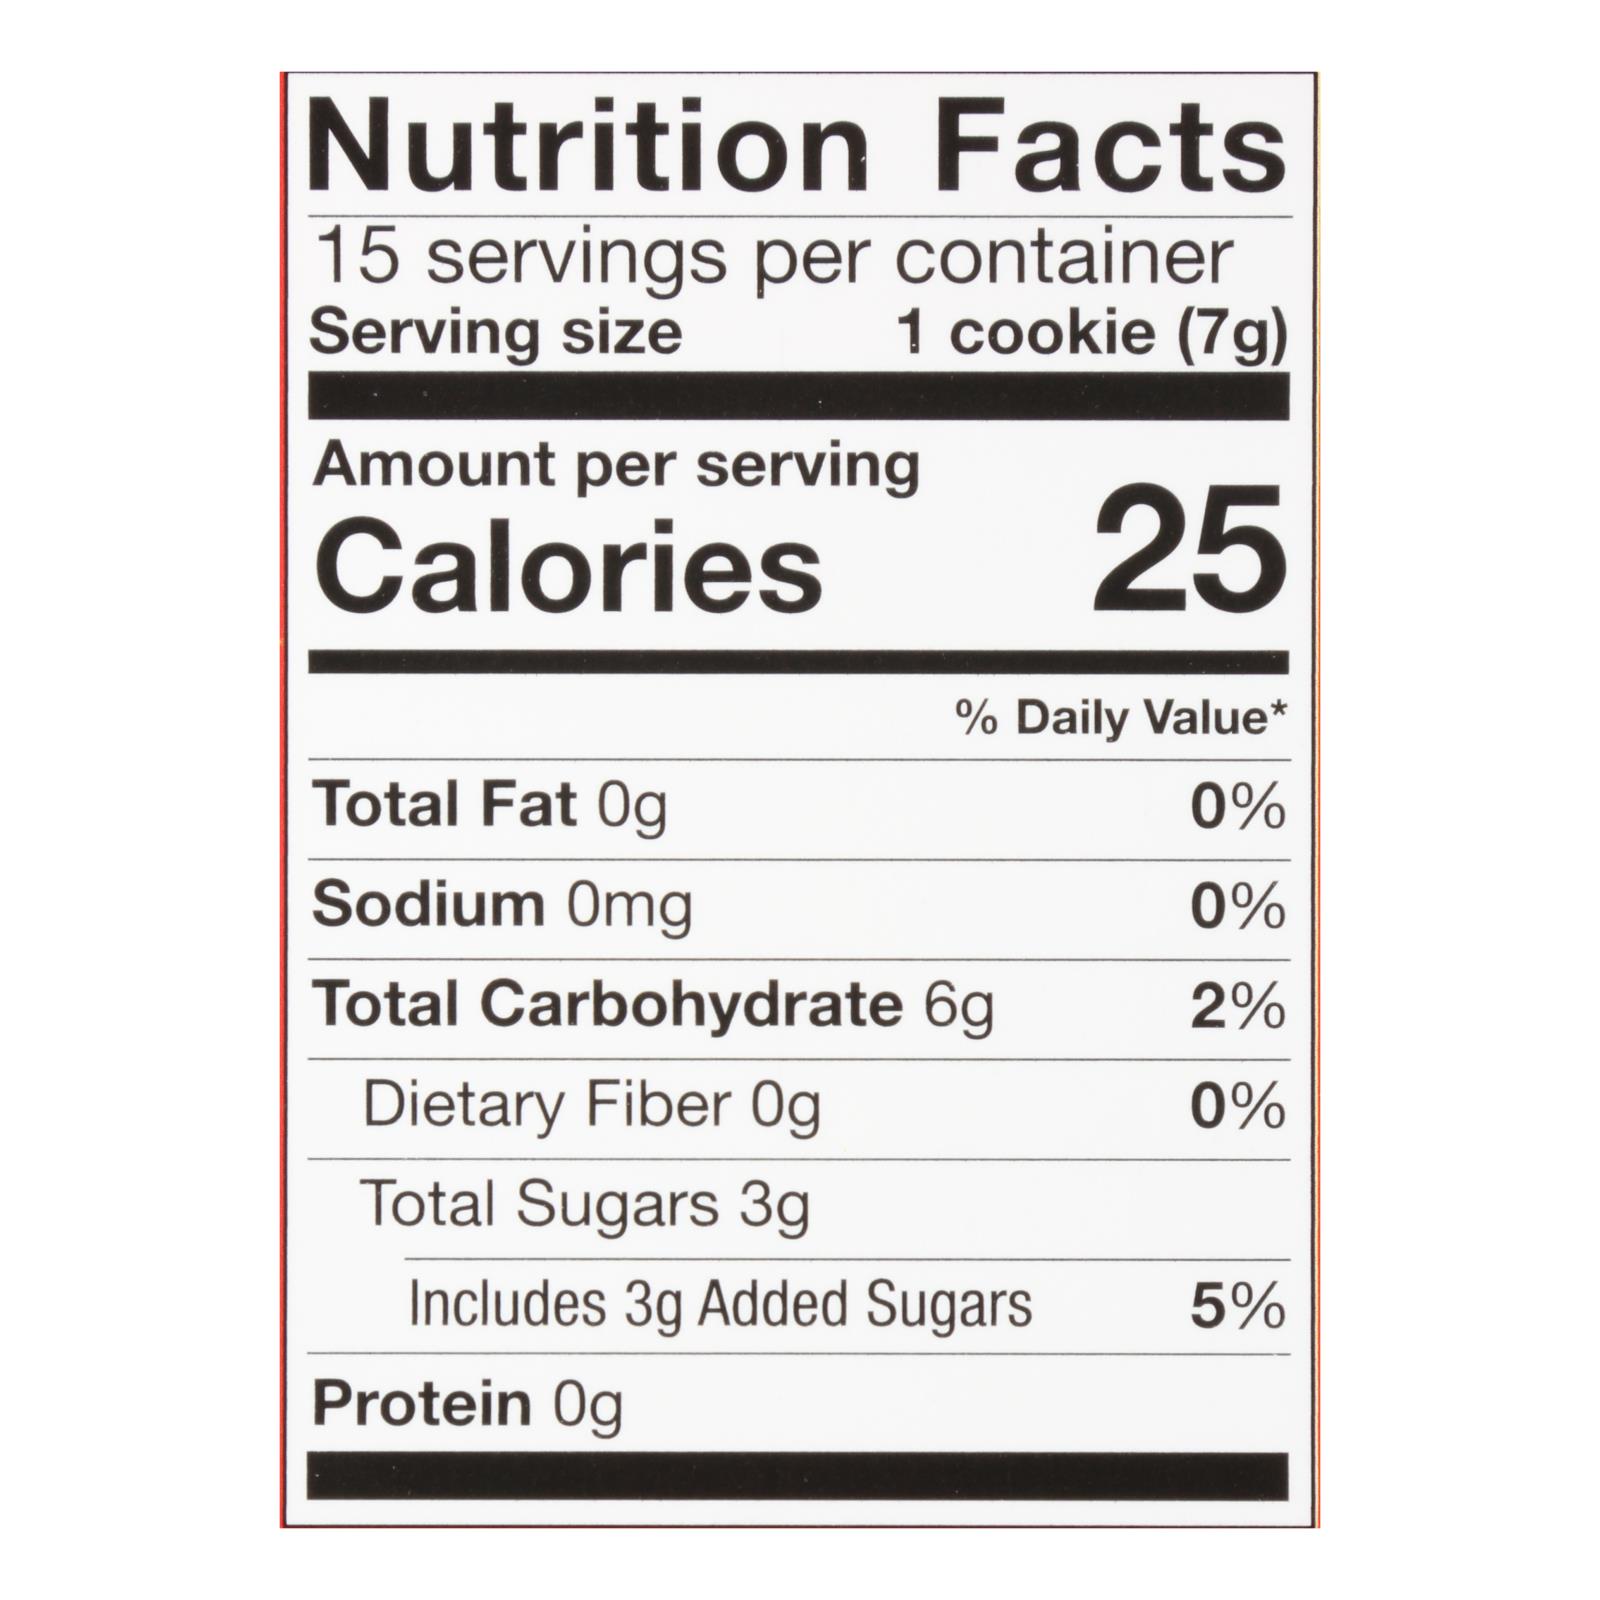 Nutrition Facts
15 servings per container
Serving size 1 cookie (7g)
Amount per serving
Calories 25
% Daily Value*
Total Fat 0g 0%
Sodium 0mg 0%
Total Carbohydrate 6g 2%
Dietary Fiber 0g 0%
Total Sugars 3g
Includes 3g Added Sugars 5%
Protein 0g